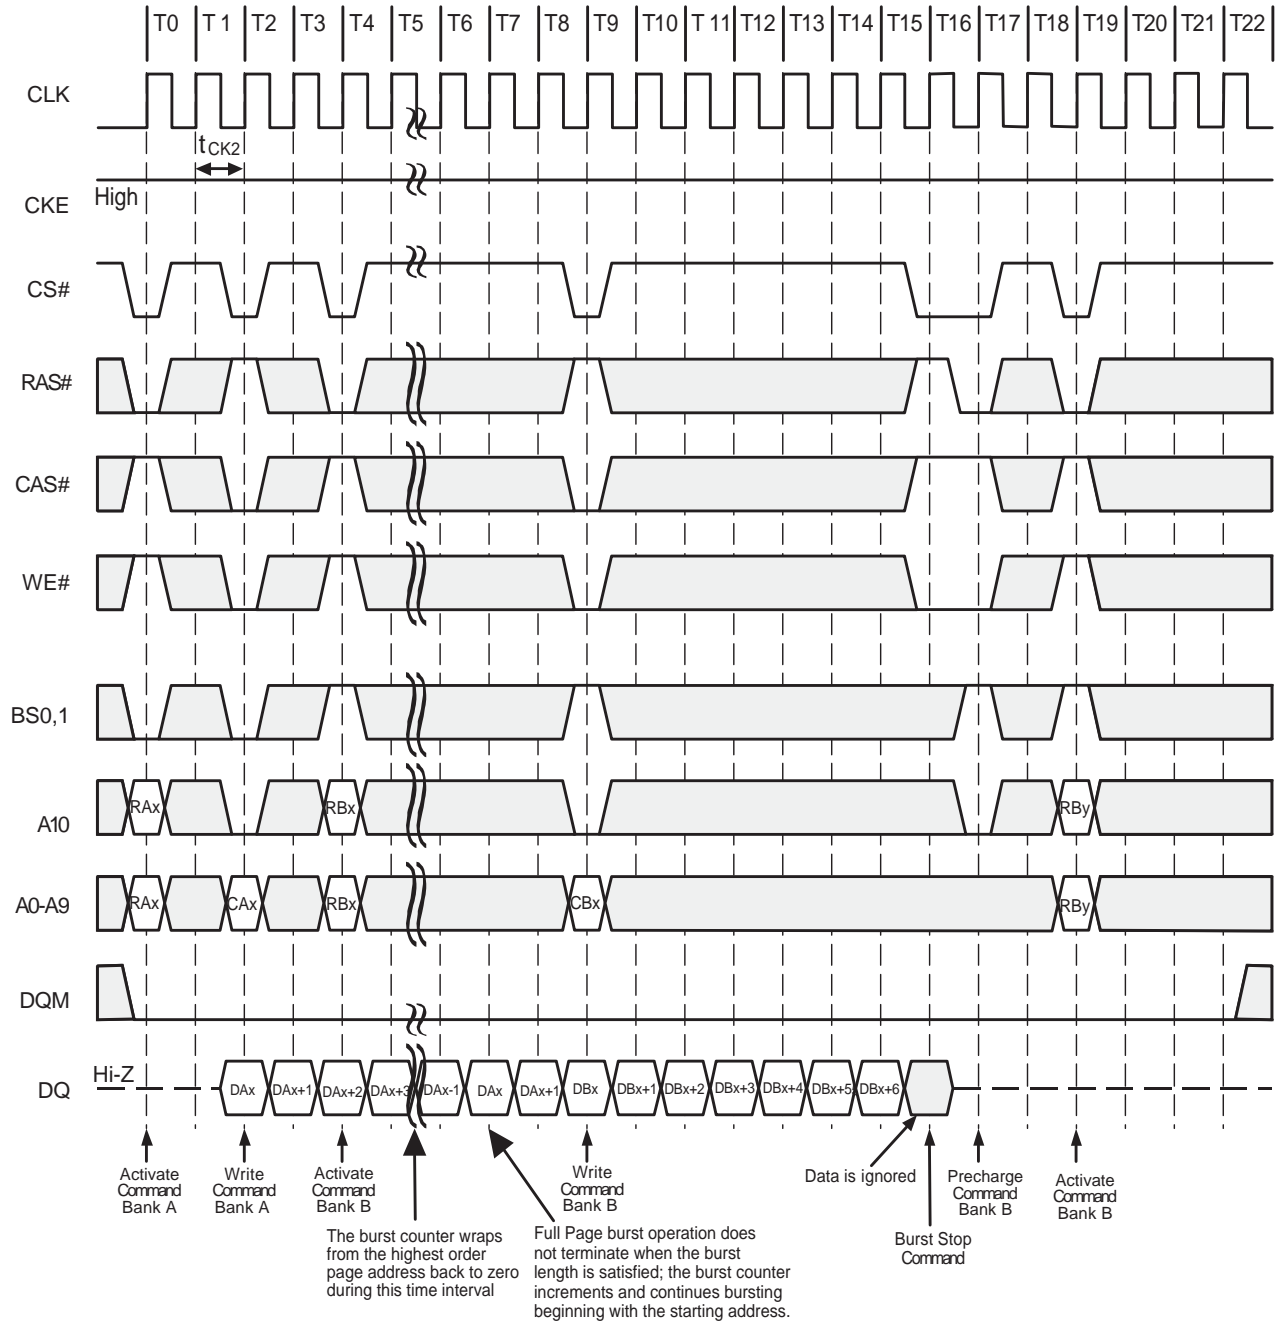 T0 T 1 T2 T3 T4 T5 T6 T7 T8 T9 T10 T 11 T12 T13 T14 T15 T16 T17 T18 T19 T20 T21 T22
CLK
tCK2
High
CKE
CS#
RAS#
CAS#
WE#
BS0,1
RAx RBx RBy
A10
RAx CAx RBx CBx RBy
A0-A9
DQM
Hi-Z
DQ
DAx DAx+1 DAx+2 DAx+3 DAx-1 DAx DAx+1 DBx DBx+1 DBx+2 DBx+3 DBx+4 DBx+5 DBx+6
Activate
Command
Bank A
Write
Command
Bank A
Activate
Command
Bank B
The burst counter wraps
from the highest order
page address back to zero
during this time interval
Full Page burst operation does
not terminate when the burst
length is satisfied; the burst counter
increments and continues bursting
beginning with the starting address.
Write
Command
Bank B
Data is ignored
Burst Stop
Command
Precharge
Command
Bank B
Activate
Command
Bank B